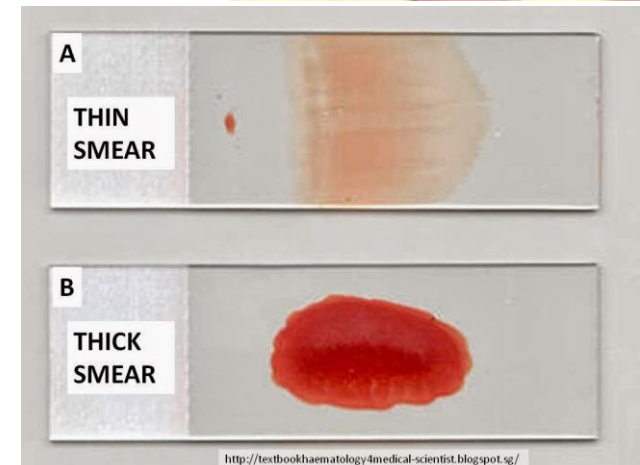 A
THIN
SMEAR
B
THICK
SMEAR
http://textbookhaematology4medical-scientist.blogspot.sg/